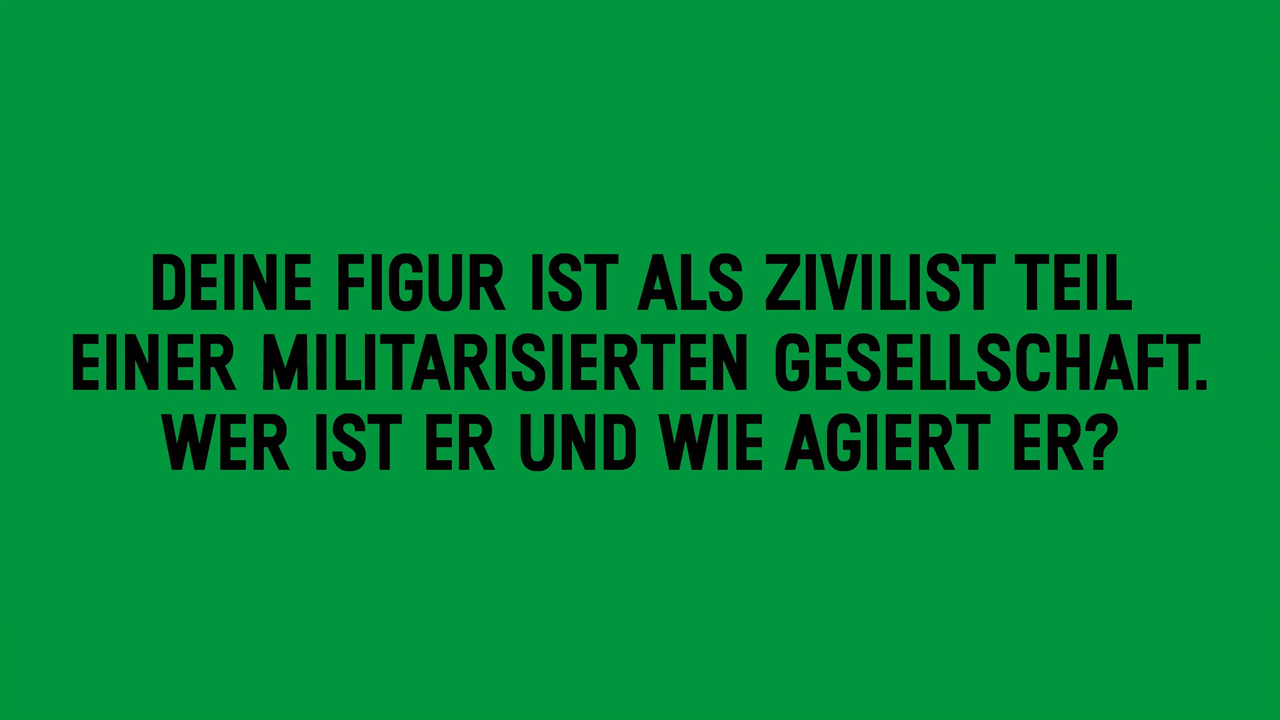 DEINE FIGUR IST ALS ZIVILIST TEIL
EINER MILITARISIERTEN GESELLSCHAFT.
WER IST ER UND WIE AGIERT ER?